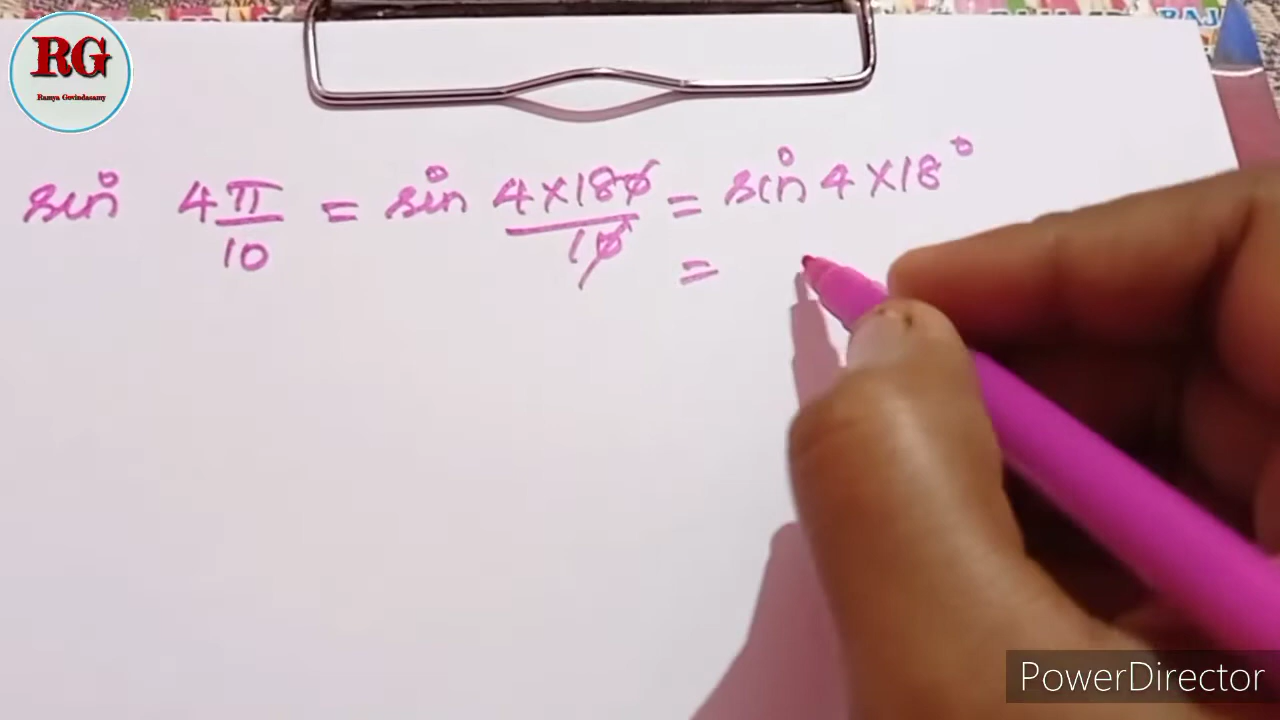 RG
Ramya Govindasamy
sin 4π/10 = sin 4×180/10 = sin 4×18°
=
PowerDirector